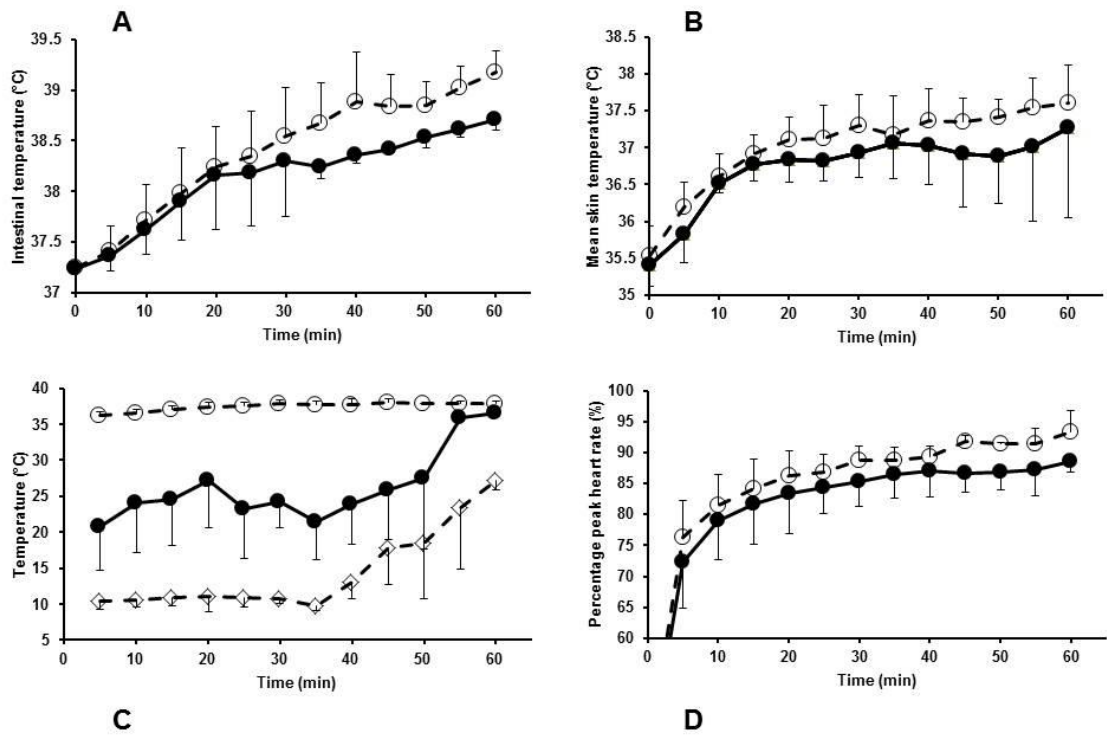 A
Intestinal temperature (°C)
39.5
39
38.5
38
37.5
37
0 10 20 30 40 50 60
Time (min)
B
Mean skin temperature (°C)
38.5
38
37.5
37
36.5
36
35.5
35
0 10 20 30 40 50 60
Time (min)
Temperature (°C)
40
35
30
25
20
15
10
5
0 10 20 30 40 50 60
Time (min)
C
Percentage peak heart rate (%)
100
95
90
85
80
75
70
65
60
0 10 20 30 40 50 60
Time (min)
D